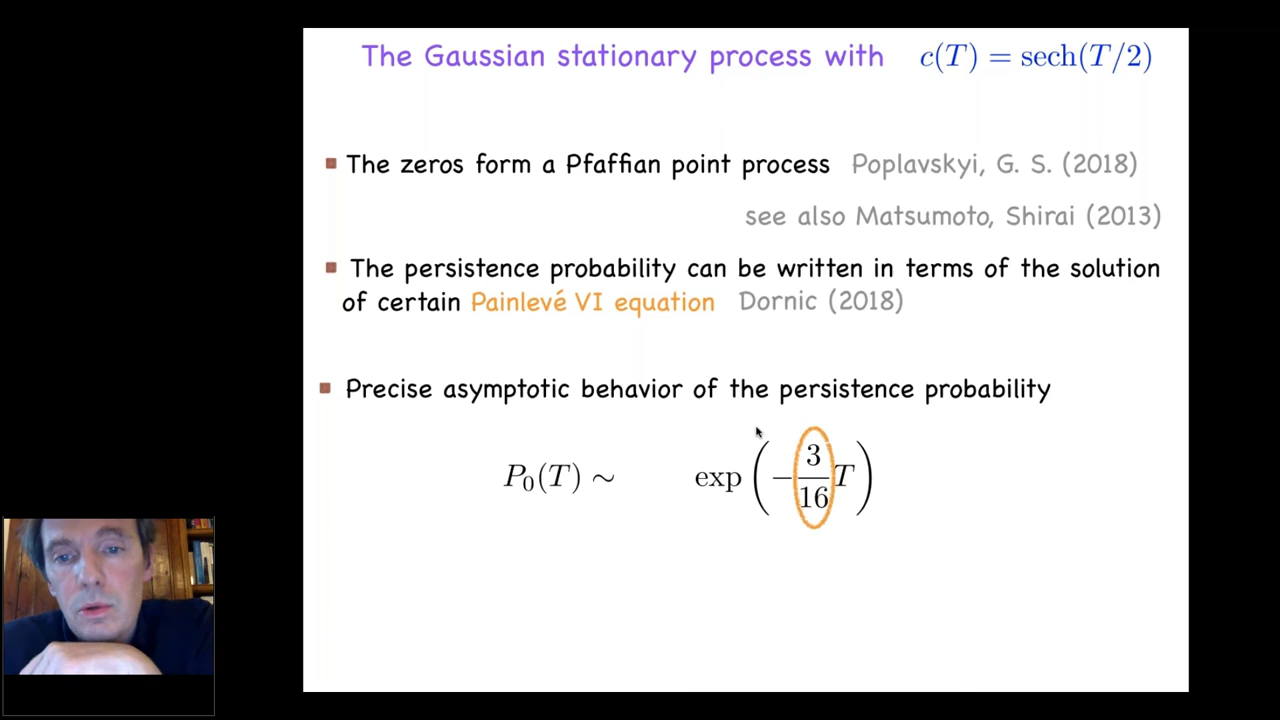 The Gaussian stationary process with c(T) = sech(T/2)
The zeros form a Pfaffian point process Poplavskyi, G. S. (2018)
see also Matsumoto, Shirai (2013)
The persistence probability can be written in terms of the solution
of certain Painlevé VI equation Dornic (2018)
Precise asymptotic behavior of the persistence probability
P₀(T) ∼ exp(−3/16 T)